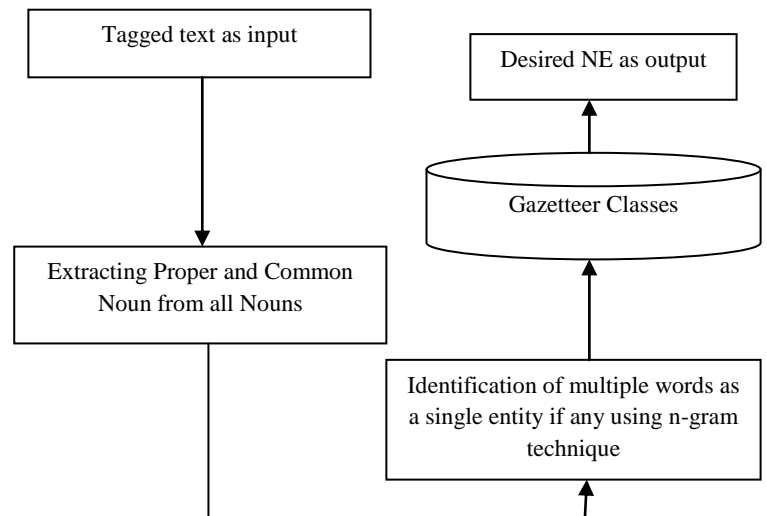 Tagged text as input
Desired NE as output
Gazetteer Classes
Extracting Proper and Common
Noun from all Nouns
Identification of multiple words as
a single entity if any using n-gram
technique